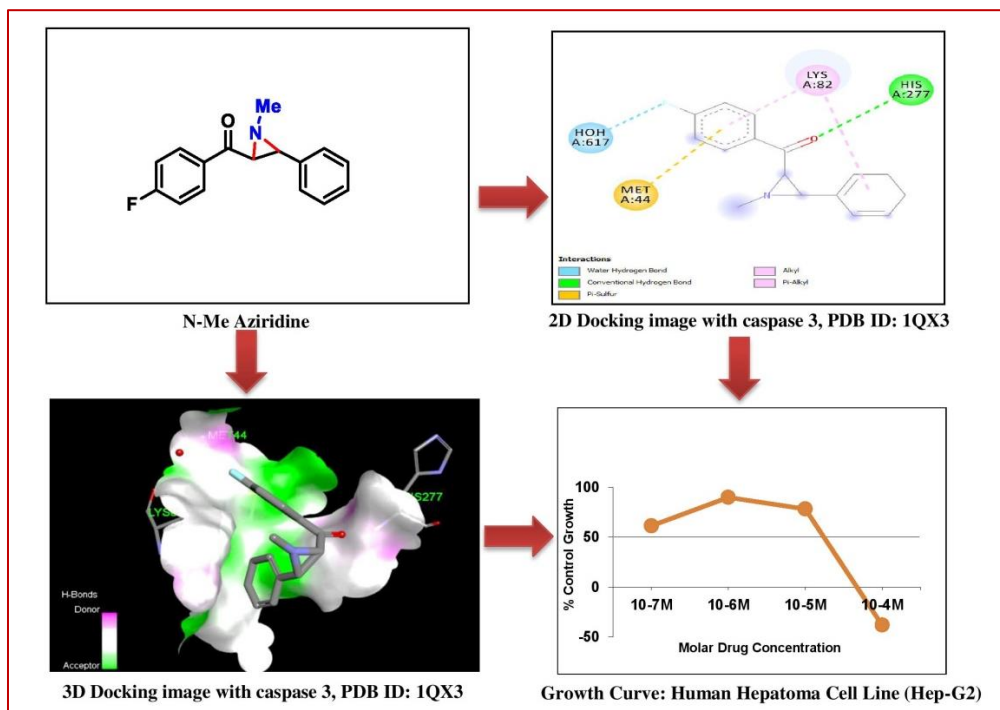 Me
N
O
F
N-Me Aziridine
LYS
A:82
HIS
A:277
HOH
A:617
MET
A:44
O
N
Interactions
Water Hydrogen Bond
Conventional Hydrogen Bond
Pi-Sulfur
Alkyl
Pi-Alkyl
2D Docking image with caspase 3, PDB ID: 1QX3
H-Bonds
Donor
Acceptor
3D Docking image with caspase 3, PDB ID: 1QX3
% Control Growth
100
50
0
-50
10-7M 10-6M 10-5M 10-4M
Molar Drug Concentration
Growth Curve: Human Hepatoma Cell Line (Hep-G2)